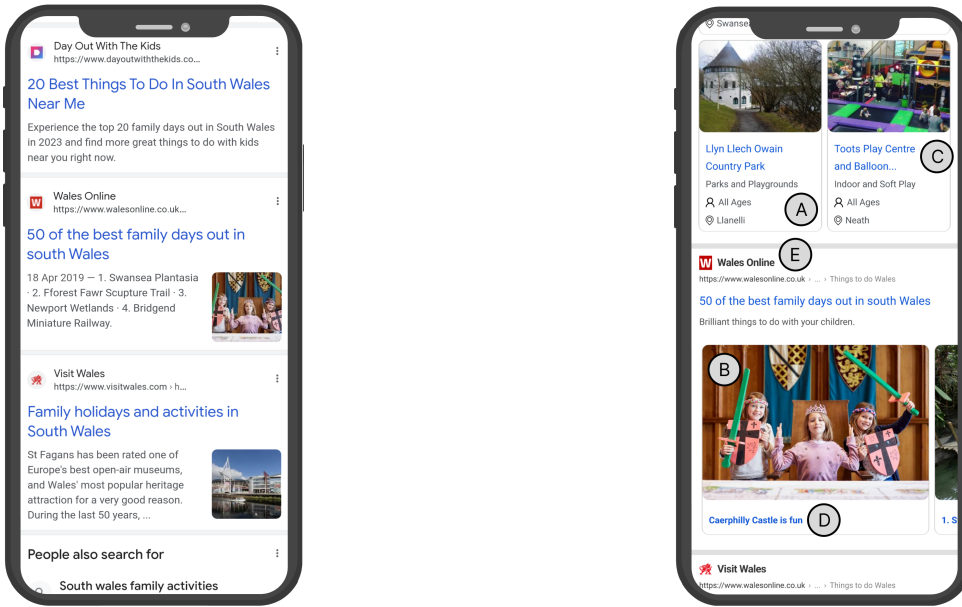 Day Out With The Kids
https://www.dayoutwiththekids.co...
20 Best Things To Do In South Wales
Near Me
Experience the top 20 family days out in South Wales
in 2023 and find more great things to do with kids
near you right now.
Wales Online
https://www.walesonline.co.uk...
50 of the best family days out in
south Wales
18 Apr 2019 — 1. Swansea Plantasia
· 2. Fforest Fawr Scupture Trail · 3.
Newport Wetlands · 4. Bridgend
Miniature Railway.
Visit Wales
https://www.visitwales.com › h...
Family holidays and activities in
South Wales
St Fagans has been rated one of
Europe's best open-air museums,
and Wales' most popular heritage
attraction for a very good reason.
During the last 50 years, ...
People also search for
South wales family activities
Swansea
Llyn Llech Owain
Country Park
Parks and Playgrounds
All Ages
A
Llanelli
Toots Play Centre
and Balloon...
C
Indoor and Soft Play
All Ages
Neath
W Wales Online
E
https://www.walesonline.co.uk › ... › Things to do Wales
50 of the best family days out in south Wales
Brilliant things to do with your children.
B
Caerphilly Castle is fun
D
1. S
Visit Wales
https://www.walesonline.co.uk › ... › Things to do Wales